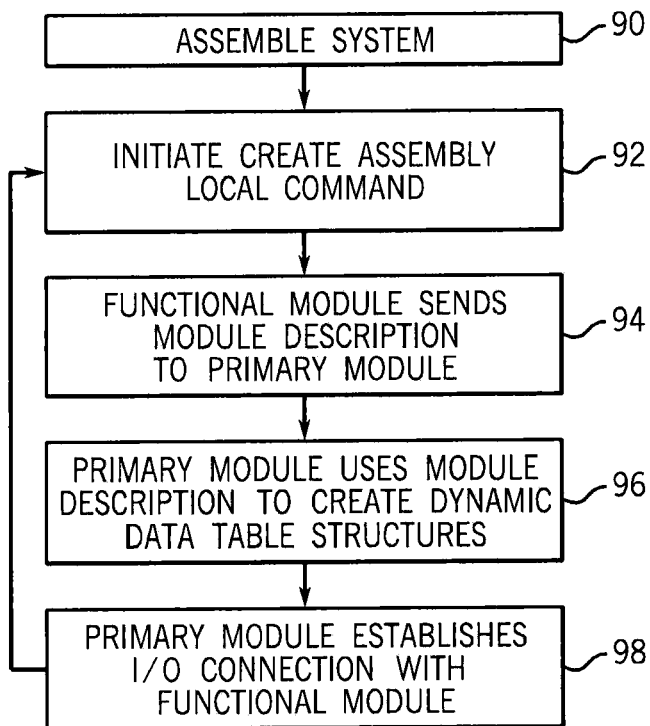 ASSEMBLE SYSTEM
90
INITIATE CREATE ASSEMBLY
LOCAL COMMAND
92
FUNCTIONAL MODULE SENDS
MODULE DESCRIPTION
TO PRIMARY MODULE
94
PRIMARY MODULE USES MODULE
DESCRIPTION TO CREATE DYNAMIC
DATA TABLE STRUCTURES
96
PRIMARY MODULE ESTABLISHES
I/O CONNECTION WITH
FUNCTIONAL MODULE
98